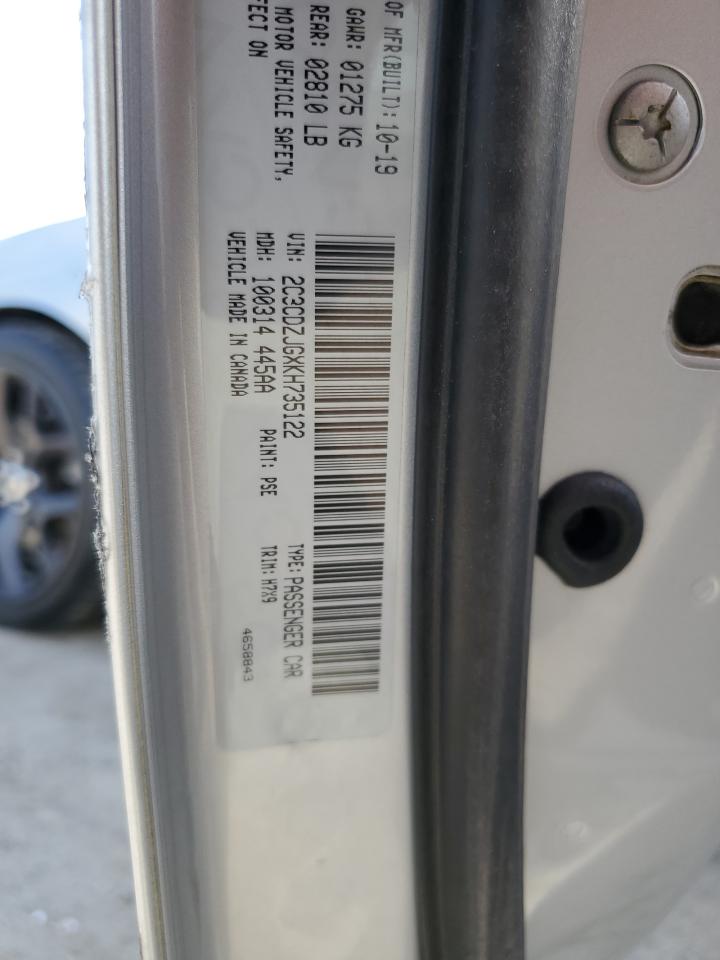 OF MFR(BUILT): 10-19
GAWR: 01275 KG
REAR: 02810 LB
MOTOR VEHICLE SAFETY,
FECT ON
VIN: 2C3CDZJGXKH735122 TYPE: PASSENGER CAR
MDH: 100314 445AA PAINT: PSE TRIM: H7X9
VEHICLE MADE IN CANADA 4658843